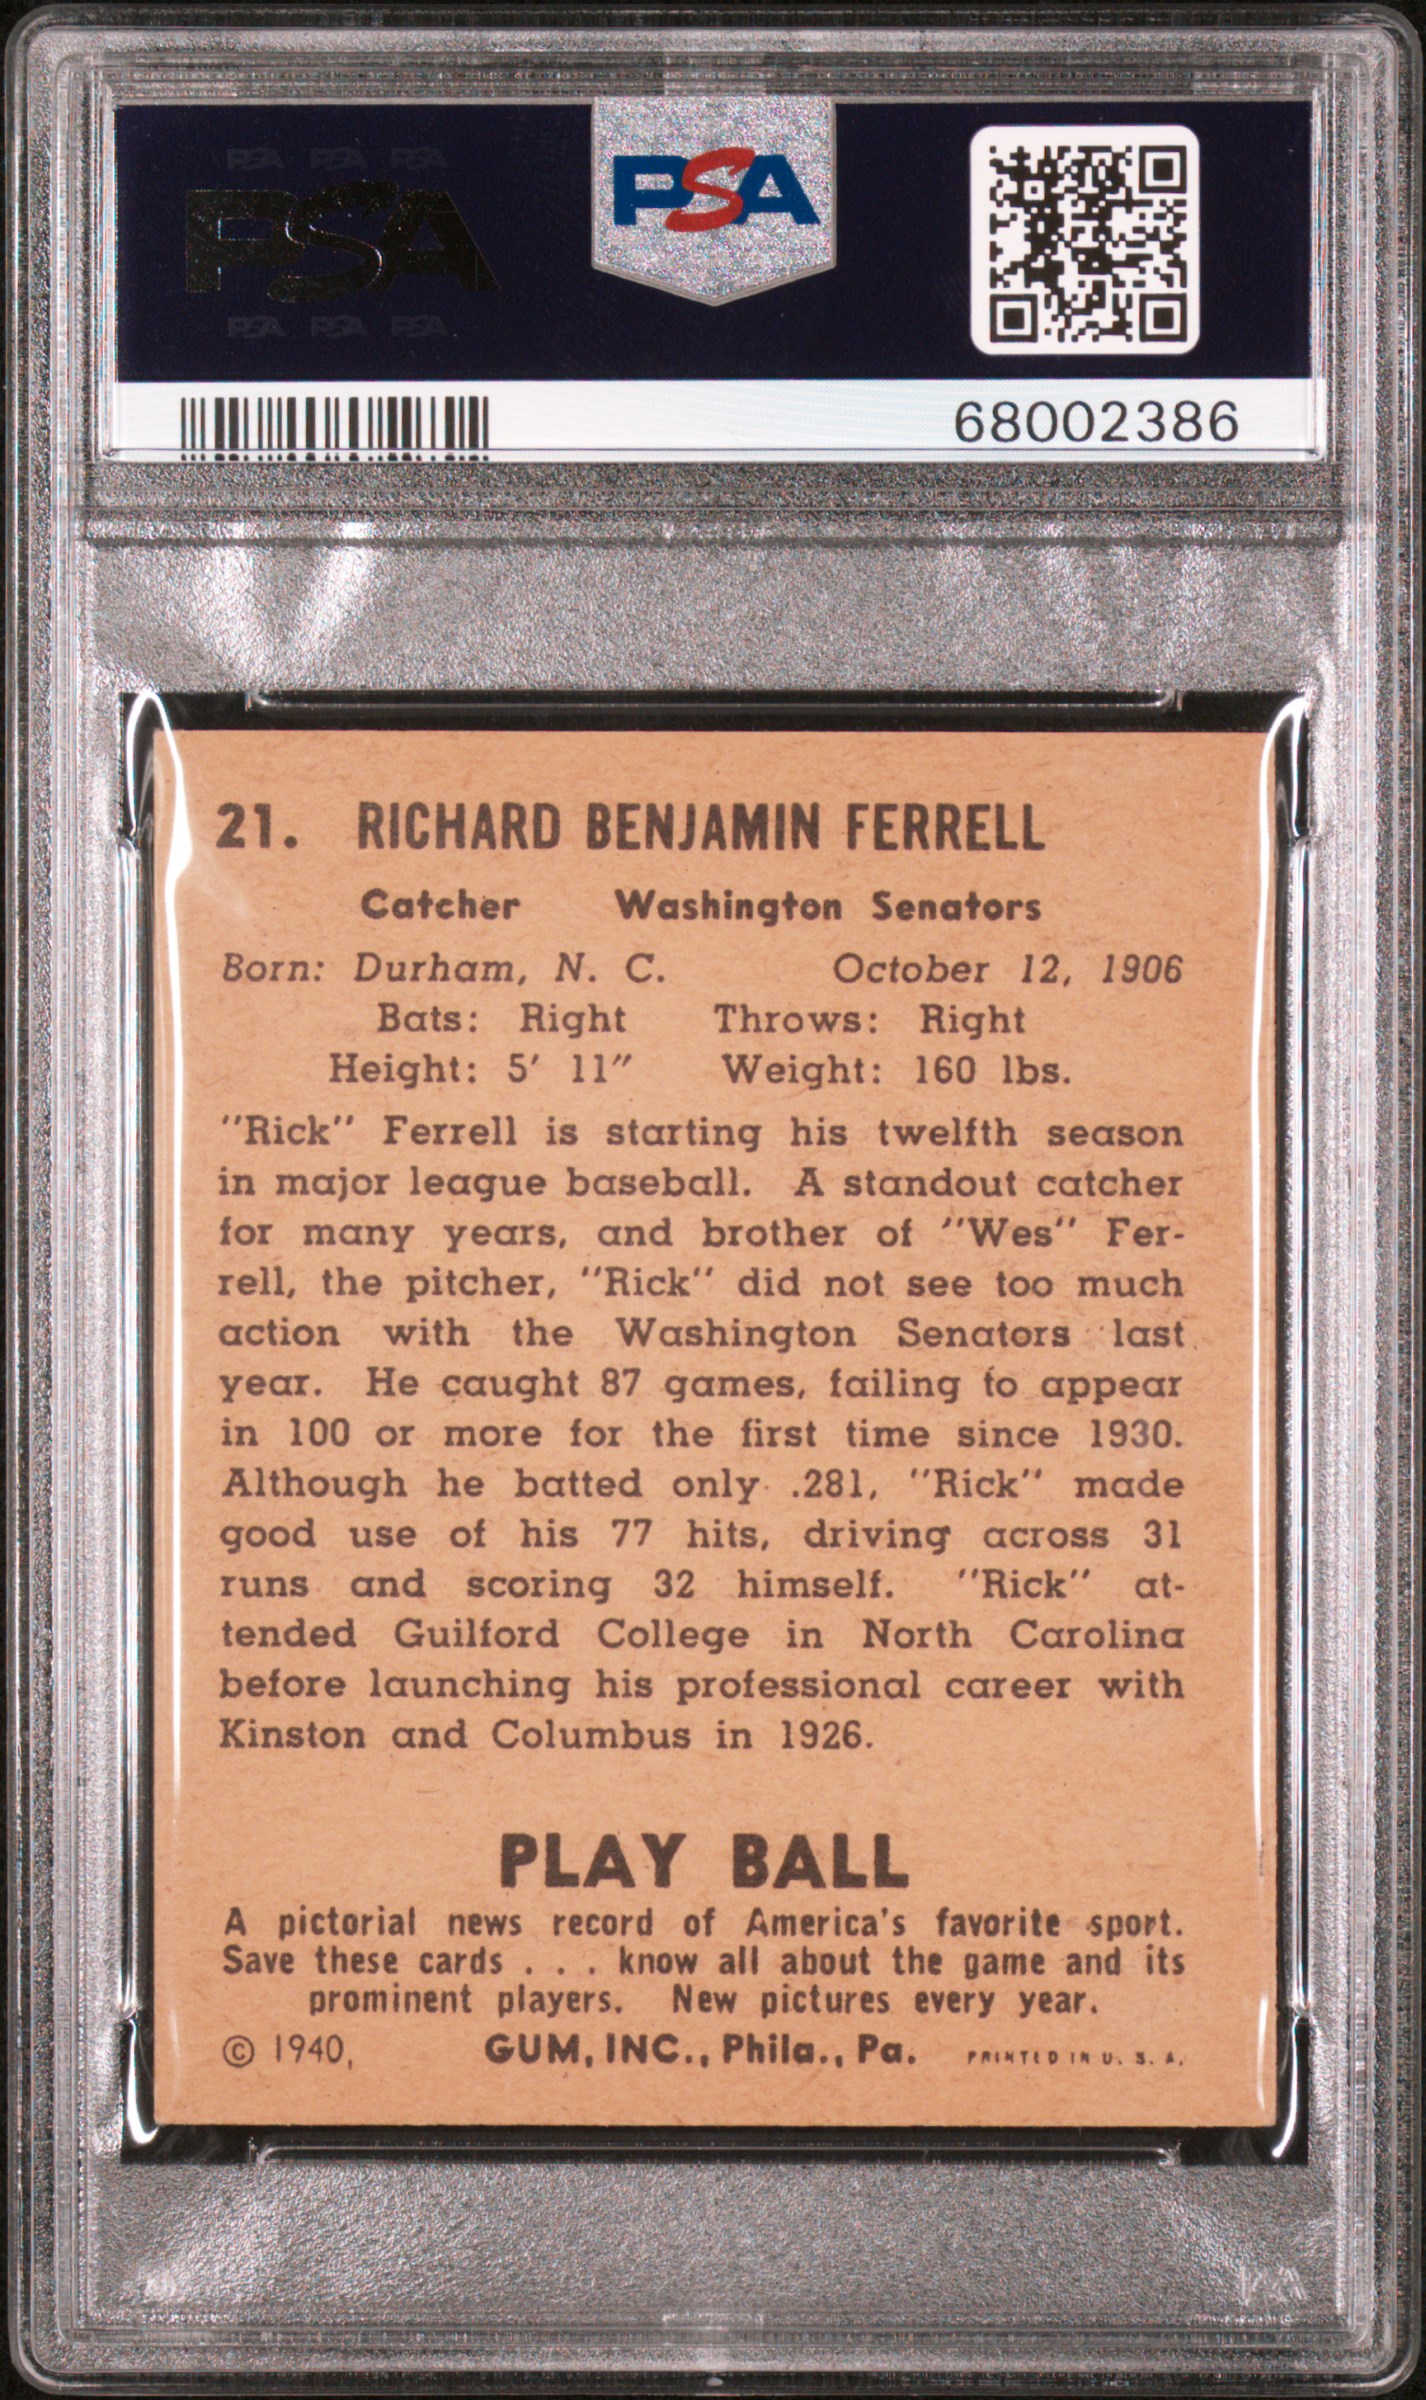 PSA PSA PSA
PSA
PSA PSA PSA
PSA
68002386
21. RICHARD BENJAMIN FERRELL
Catcher Washington Senators
Born: Durham, N. C. October 12, 1906
Bats: Right Throws: Right
Height: 5' 11" Weight: 160 lbs.
"Rick" Ferrell is starting his twelfth season
in major league baseball. A standout catcher
for many years, and brother of "Wes" Fer-
rell, the pitcher, "Rick" did not see too much
action with the Washington Senators last
year. He caught 87 games, failing to appear
in 100 or more for the first time since 1930.
Although he batted only .281, "Rick" made
good use of his 77 hits, driving across 31
runs and scoring 32 himself. "Rick" at-
tended Guilford College in North Carolina
before launching his professional career with
Kinston and Columbus in 1926.
PLAY BALL
A pictorial news record of America's favorite sport.
Save these cards . . . know all about the game and its
prominent players. New pictures every year.
© 1940, GUM, INC., Phila., Pa. PRINTED IN U. S. A.